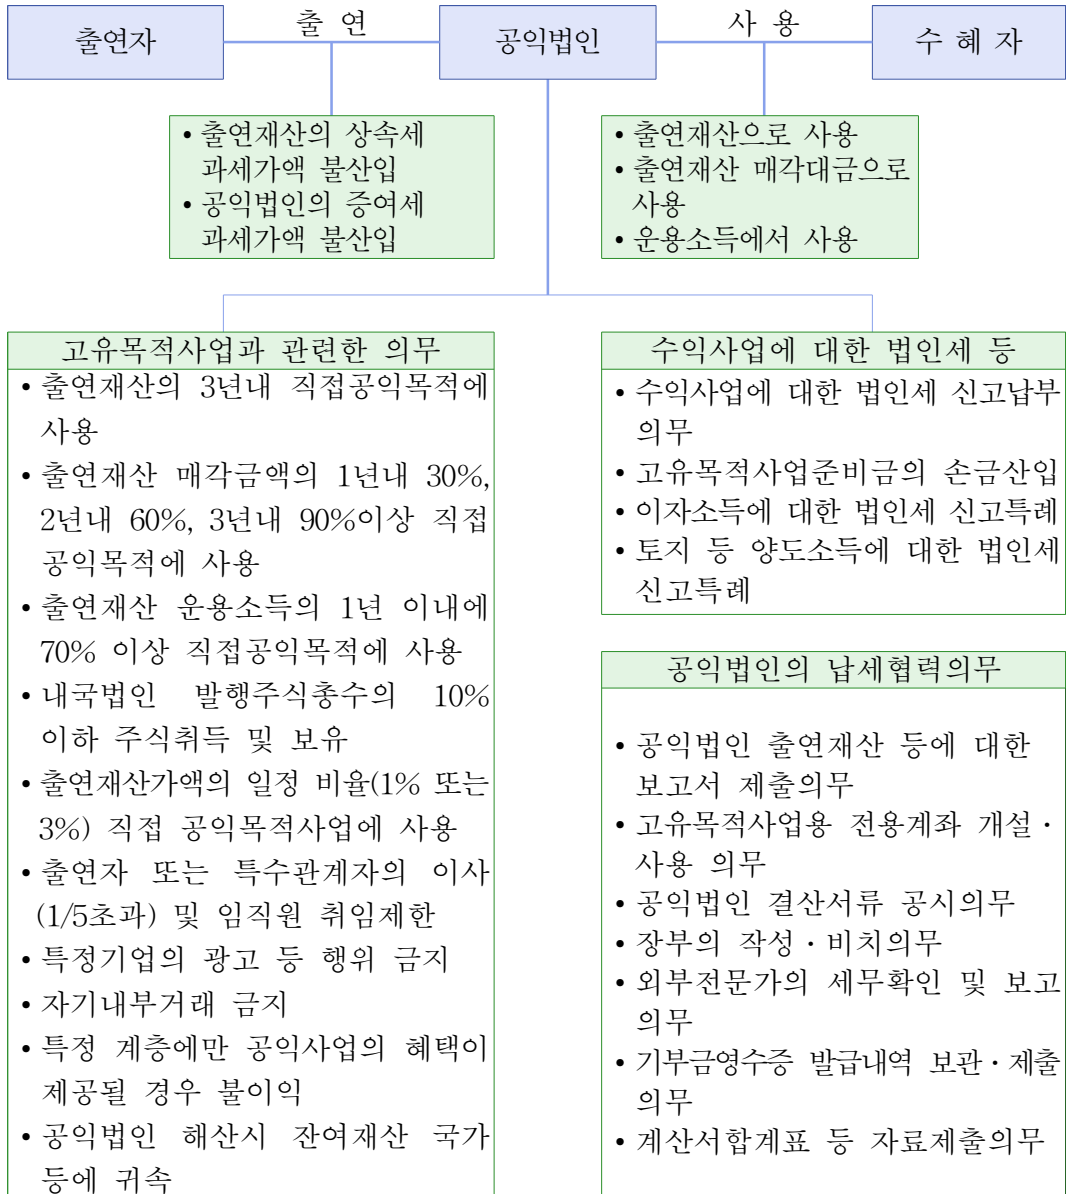 출연자
출 연
공익법인
사 용
수 혜 자
• 출연재산의 상속세
과세가액 불산입
• 공익법인의 증여세
과세가액 불산입
• 출연재산으로 사용
• 출연재산 매각대금으로
사용
• 운용소득에서 사용
고유목적사업과 관련한 의무
• 출연재산의 3년내 직접공익목적에
사용
• 출연재산 매각금액의 1년내 30%,
2년내 60%, 3년내 90%이상 직접
공익목적에 사용
• 출연재산 운용소득의 1년 이내에
70% 이상 직접공익목적에 사용
• 내국법인 발행주식총수의 10%
이하 주식취득 및 보유
• 출연재산가액의 일정 비율(1% 또는
3%) 직접 공익목적사업에 사용
• 출연자 또는 특수관계자의 이사
(1/5초과) 및 임직원 취임제한
• 특정기업의 광고 등 행위 금지
• 자기내부거래 금지
• 특정 계층에만 공익사업의 혜택이
제공될 경우 불이익
• 공익법인 해산시 잔여재산 국가
등에 귀속
수익사업에 대한 법인세 등
• 수익사업에 대한 법인세 신고납부
의무
• 고유목적사업준비금의 손금산입
• 이자소득에 대한 법인세 신고특례
• 토지 등 양도소득에 대한 법인세
신고특례
공익법인의 납세협력의무
• 공익법인 출연재산 등에 대한
보고서 제출의무
• 고유목적사업용 전용계좌 개설·
사용 의무
• 공익법인 결산서류 공시의무
• 장부의 작성·비치의무
• 외부전문가의 세무확인 및 보고
의무
• 기부금영수증 발급내역 보관·제출
의무
• 계산서합계표 등 자료제출의무